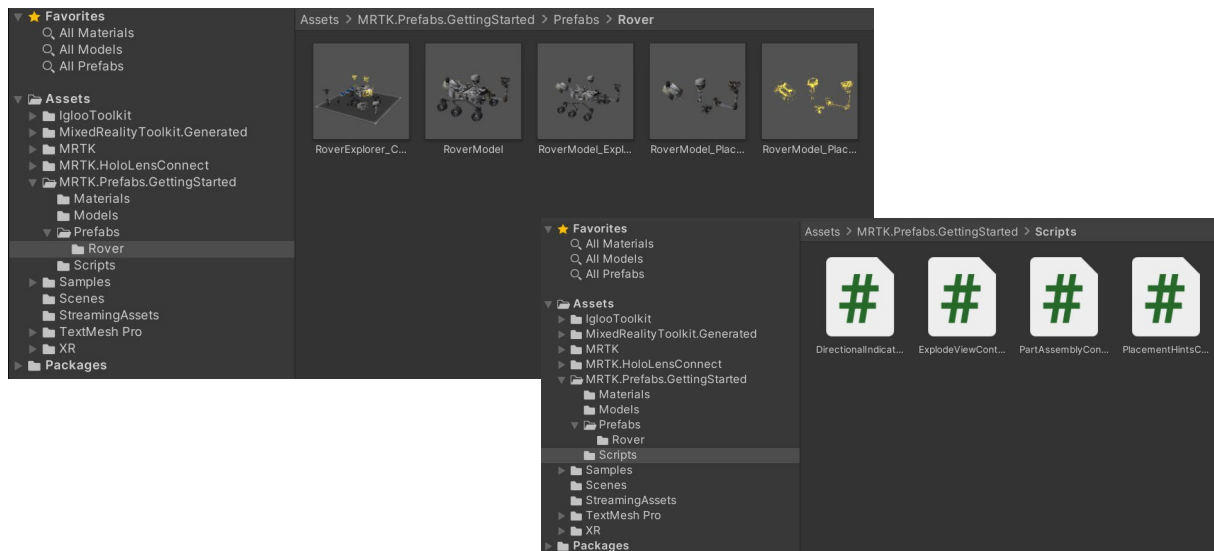 Favorites
All Materials
All Models
All Prefabs
Assets
IglooToolkit
MixedRealityToolkit.Generated
MRTK
MRTK.HoloLensConnect
MRTK.Prefabs.GettingStarted
Materials
Models
Prefabs
Rover
Scripts
Samples
Scenes
StreamingAssets
TextMesh Pro
XR
Packages
Assets > MRTK.Prefabs.GettingStarted > Prefabs > Rover
RoverExplorer_C... RoverModel RoverModel_Expl... RoverModel_Plac... RoverModel_Plac...
Favorites
All Materials
All Models
All Prefabs
Assets
IglooToolkit
MixedRealityToolkit.Generated
MRTK
MRTK.HoloLensConnect
MRTK.Prefabs.GettingStarted
Materials
Models
Prefabs
Rover
Scripts
Samples
Scenes
StreamingAssets
TextMesh Pro
XR
Packages
Assets > MRTK.Prefabs.GettingStarted > Scripts
# # # #
DirectionalIndicat... ExplodeViewCont... PartAssemblyCon... PlacementHintsC...